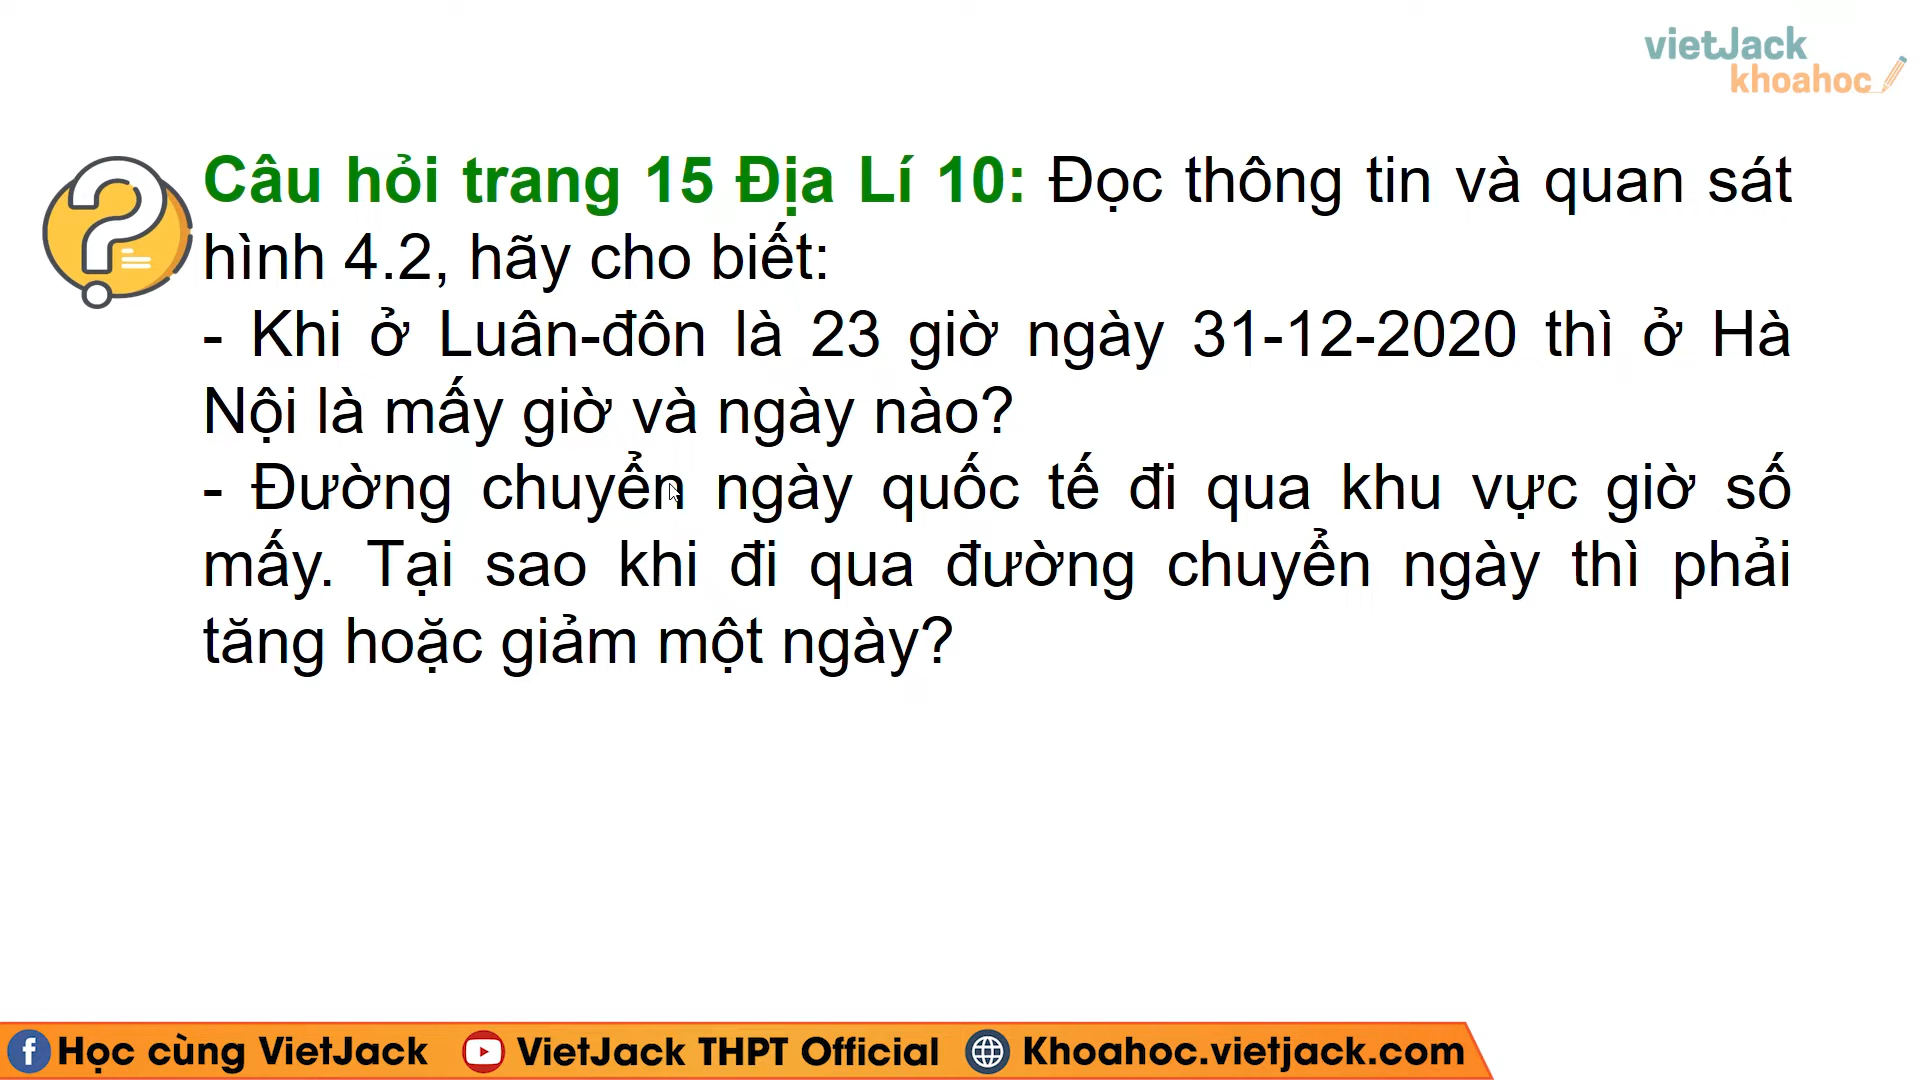 vietJack
khoahoc
Câu hỏi trang 15 Địa Lí 10: Đọc thông tin và quan sát
hình 4.2, hãy cho biết:
- Khi ở Luân-đôn là 23 giờ ngày 31-12-2020 thì ở Hà
Nội là mấy giờ và ngày nào?
- Đường chuyển ngày quốc tế đi qua khu vực giờ số
mấy. Tại sao khi đi qua đường chuyển ngày thì phải
tăng hoặc giảm một ngày?
Học cùng VietJack VietJack THPT Official Khoahoc.vietjack.com